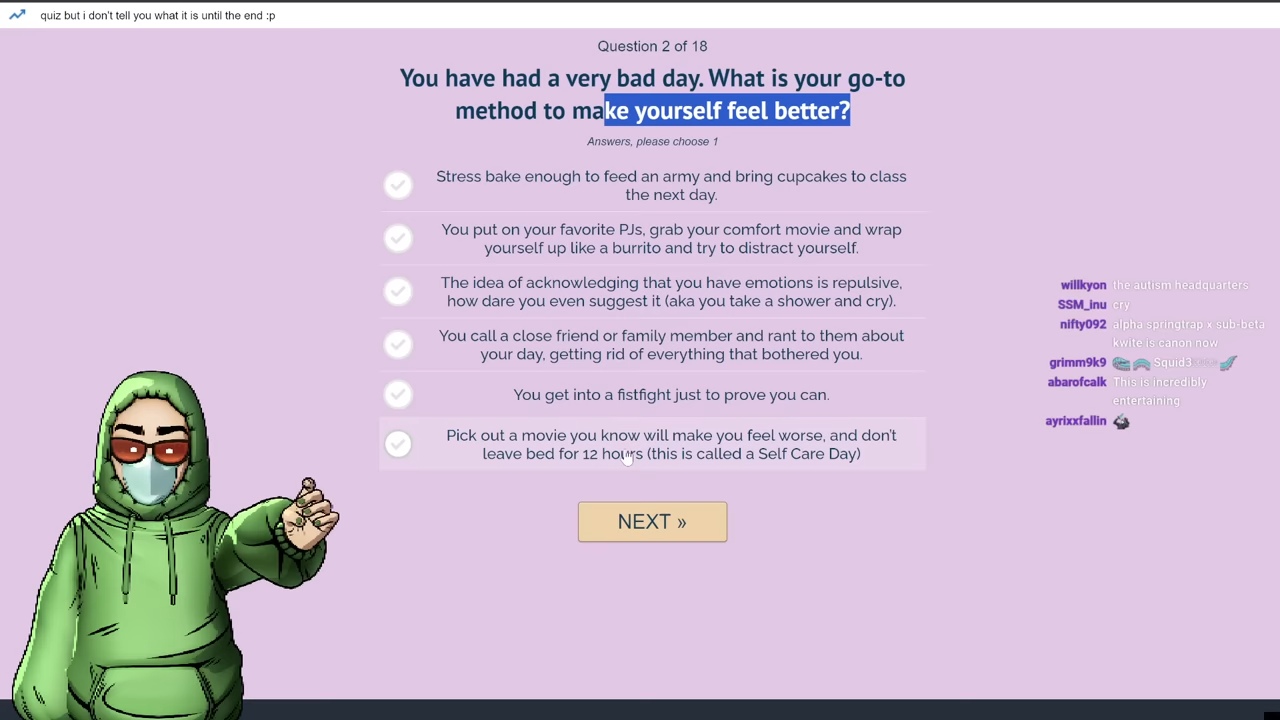 quiz but i don't tell you what it is until the end :p
Question 2 of 18
You have had a very bad day. What is your go-to
method to make yourself feel better?
Answers, please choose 1
Stress bake enough to feed an army and bring cupcakes to class
the next day.
You put on your favorite PJs, grab your comfort movie and wrap
yourself up like a burrito and try to distract yourself.
The idea of acknowledging that you have emotions is repulsive,
how dare you even suggest it (aka you take a shower and cry).
You call a close friend or family member and rant to them about
your day, getting rid of everything that bothered you.
You get into a fistfight just to prove you can.
Pick out a movie you know will make you feel worse, and don't
leave bed for 12 hours (this is called a Self Care Day)
NEXT »
willkyon the autism headquarters
SSM_inu cry
nifty092 alpha springtrap x sub-beta
kwite is canon now
grimm9k9 Squid3
abarofcalk This is incredibly
entertaining
ayrixxfallin